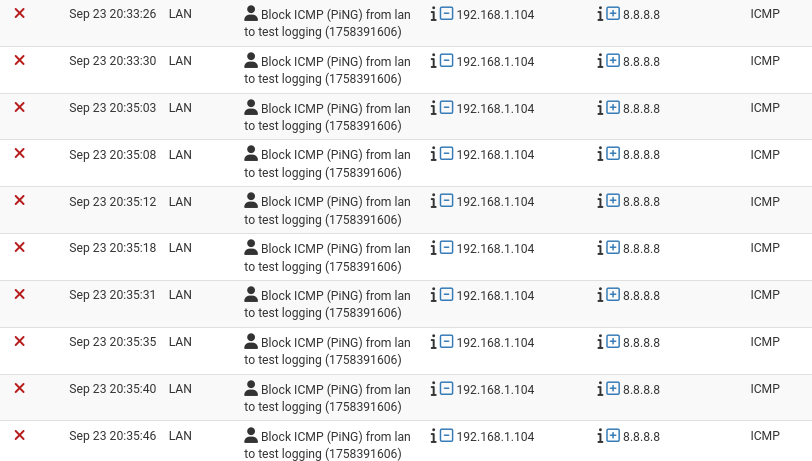 Sep 23 20:33:26 LAN Block ICMP (PiNG) from lan 192.168.1.104 8.8.8.8 ICMP
to test logging (1758391606)
Sep 23 20:33:30 LAN Block ICMP (PiNG) from lan 192.168.1.104 8.8.8.8 ICMP
to test logging (1758391606)
Sep 23 20:35:03 LAN Block ICMP (PiNG) from lan 192.168.1.104 8.8.8.8 ICMP
to test logging (1758391606)
Sep 23 20:35:08 LAN Block ICMP (PiNG) from lan 192.168.1.104 8.8.8.8 ICMP
to test logging (1758391606)
Sep 23 20:35:12 LAN Block ICMP (PiNG) from lan 192.168.1.104 8.8.8.8 ICMP
to test logging (1758391606)
Sep 23 20:35:18 LAN Block ICMP (PiNG) from lan 192.168.1.104 8.8.8.8 ICMP
to test logging (1758391606)
Sep 23 20:35:31 LAN Block ICMP (PiNG) from lan 192.168.1.104 8.8.8.8 ICMP
to test logging (1758391606)
Sep 23 20:35:35 LAN Block ICMP (PiNG) from lan 192.168.1.104 8.8.8.8 ICMP
to test logging (1758391606)
Sep 23 20:35:40 LAN Block ICMP (PiNG) from lan 192.168.1.104 8.8.8.8 ICMP
to test logging (1758391606)
Sep 23 20:35:46 LAN Block ICMP (PiNG) from lan 192.168.1.104 8.8.8.8 ICMP
to test logging (1758391606)